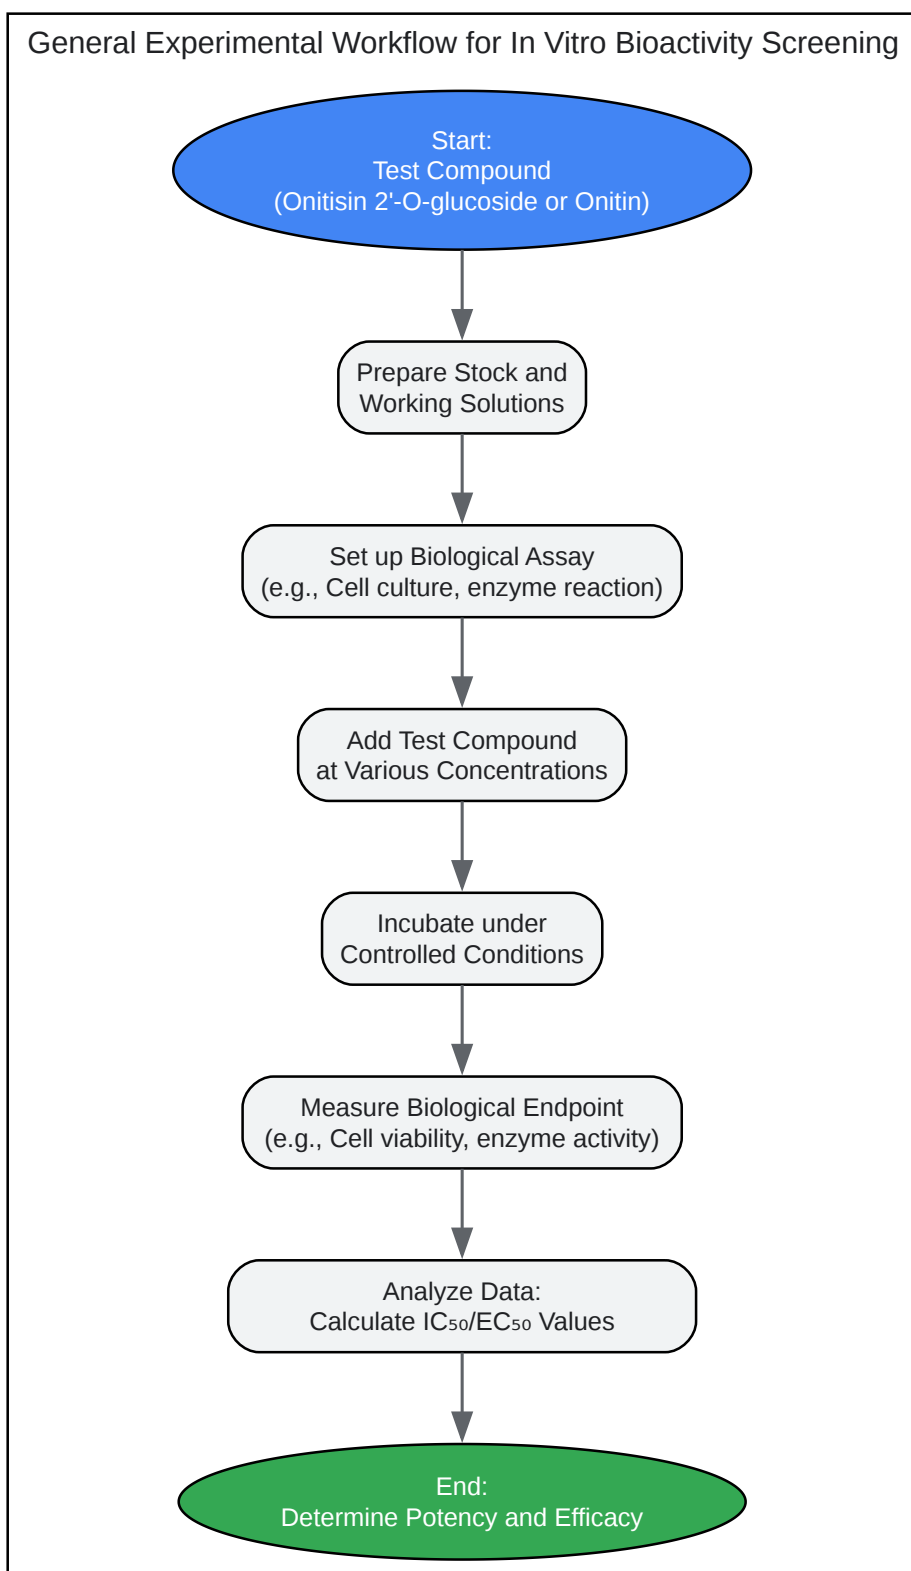 General Experimental Workflow for In Vitro Bioactivity Screening
Start:
Test Compound
(Onitisin 2'-O-glucoside or Onitin)
Prepare Stock and
Working Solutions
Set up Biological Assay
(e.g., Cell culture, enzyme reaction)
Add Test Compound
at Various Concentrations
Incubate under
Controlled Conditions
Measure Biological Endpoint
(e.g., Cell viability, enzyme activity)
Analyze Data:
Calculate IC₅₀/EC₅₀ Values
End:
Determine Potency and Efficacy